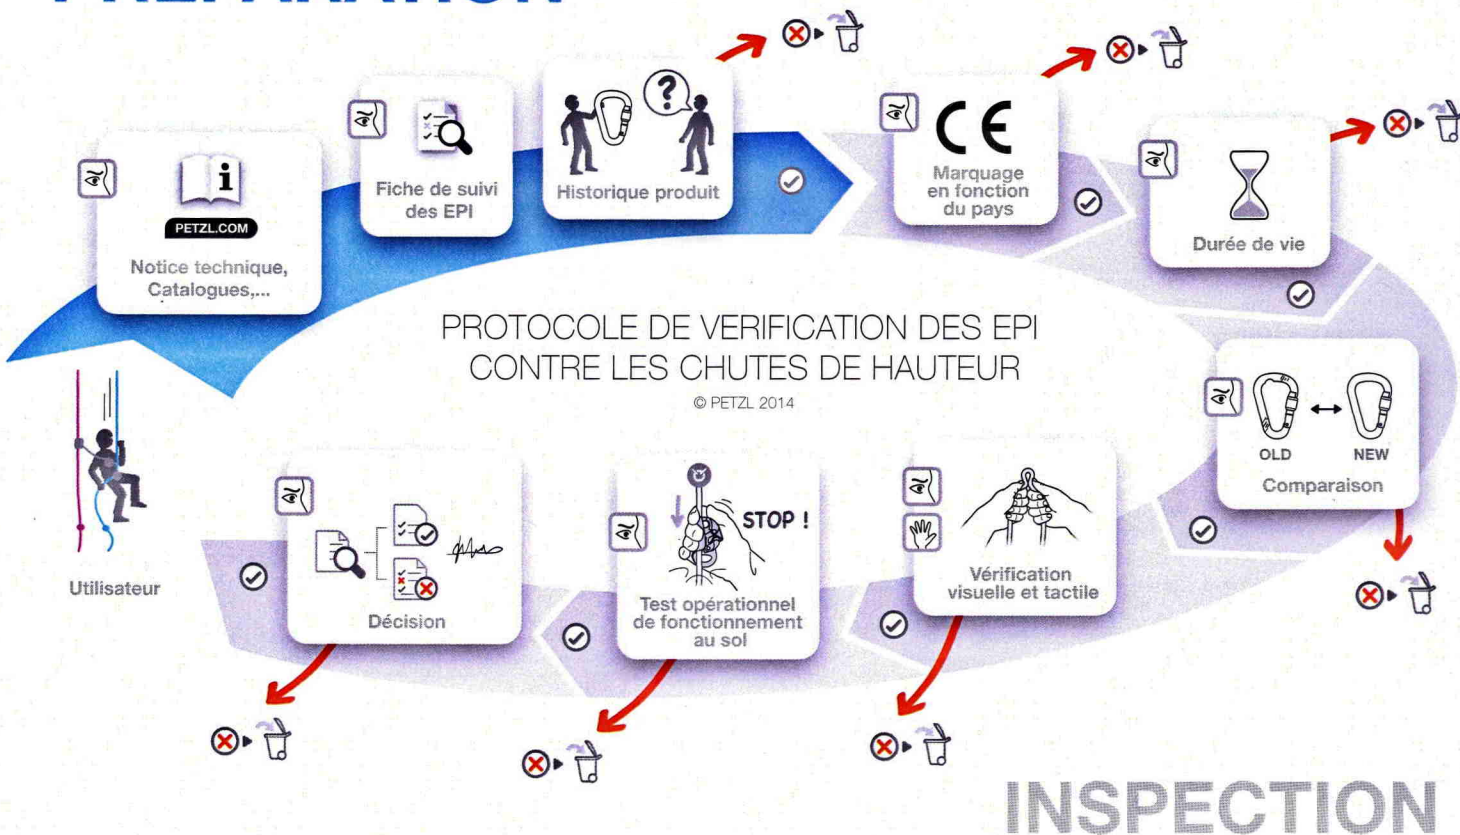 PRÉPARATION
i
PETZL.COM
Notice technique,
Catalogues,...
Fiche de suivi
des EPI
?
Historique produit
CE
Marquage
en fonction
du pays
Durée de vie
PROTOCOLE DE VERIFICATION DES EPI
CONTRE LES CHUTES DE HAUTEUR
© PETZL 2014
OLD
NEW
Comparaison
Vérification
visuelle et tactile
STOP !
Test opérationnel
de fonctionnement
au sol
Décision
Utilisateur
INSPECTION